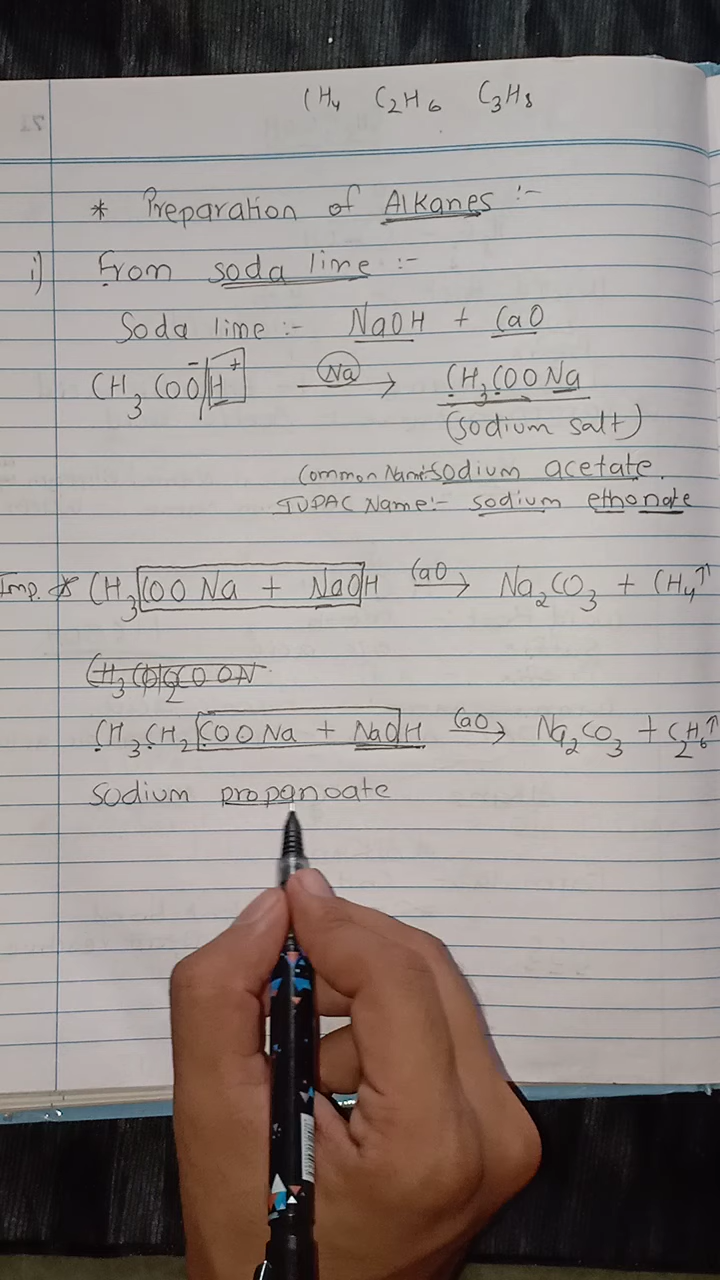 CH₄ C₂H₆ C₃H₈
* Preparation of Alkanes :-
i) From soda lime :-
Soda lime :- NaOH + CaO
CH₃COO⁻H⁺ Na → CH₃COONa
(sodium salt)
Common Name:- sodium acetate.
IUPAC Name:- sodium ethonate
Imp. * CH₃COONa + NaOH CaO → Na₂CO₃ + CH₄↑
CH₃CH₂COONa + NaOH CaO → Na₂CO₃ + C₂H₆↑
sodium propanoate